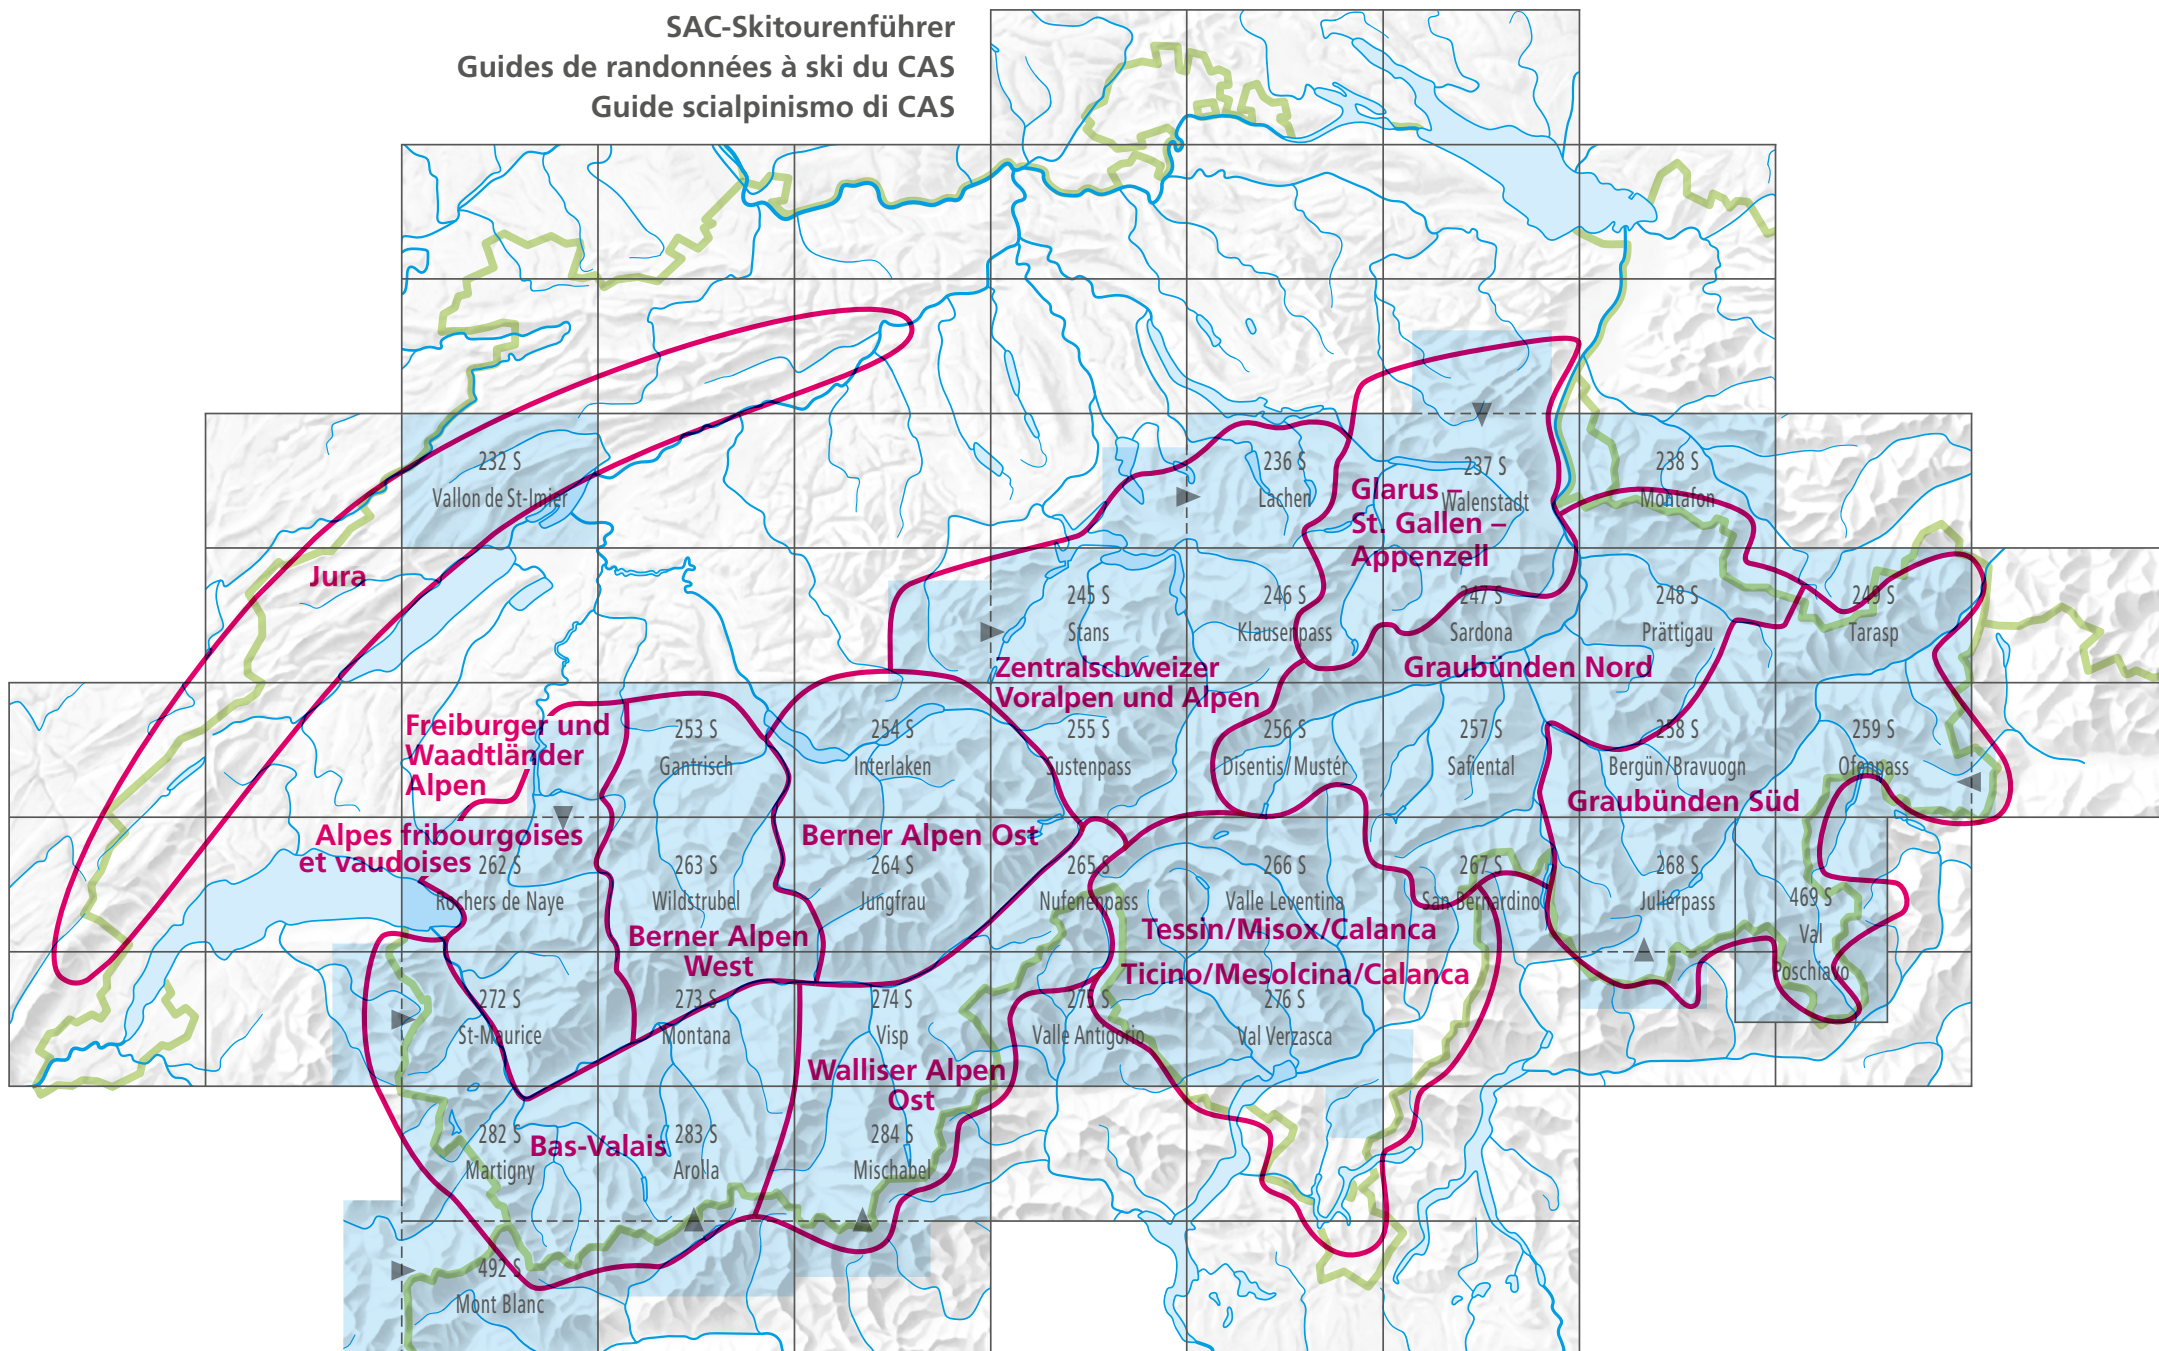 SAC-Skitourenführer
Guides de randonnées à ski du CAS
Guide scialpinismo di CAS
232 S
Vallon de St-Imier
236 S
Lachen
237 S
Walenstadt
238 S
Montafon
Glarus –
St. Gallen –
Appenzell
Jura
245 S
Stans
246 S
Klausenpass
247 S
Sardona
248 S
Prättigau
249 S
Tarasp
Zentralschweizer
Voralpen und Alpen
Graubünden Nord
Freiburger und
Waadtländer
Alpen
253 S
Gantrisch
254 S
Interlaken
255 S
Sustenpass
256 S
Disentis/Mustér
257 S
Safiental
258 S
Bergün/Bravuogn
259 S
Ofenpass
Graubünden Süd
Alpes fribourgoises
et vaudoises
Berner Alpen Ost
262 S
Rochers de Naye
263 S
Wildstrubel
264 S
Jungfrau
265 S
Nufenenpass
266 S
Valle Leventina
267 S
San Bernardino
268 S
Julierpass
469 S
Val
Poschiavo
Berner Alpen
West
Tessin/Misox/Calanca
Ticino/Mesolcina/Calanca
272 S
St-Maurice
273 S
Montana
274 S
Visp
275 S
Valle Antigorio
276 S
Val Verzasca
Walliser Alpen
Ost
282 S
Martigny
Bas-Valais
283 S
Arolla
284 S
Mischabel
492 S
Mont Blanc